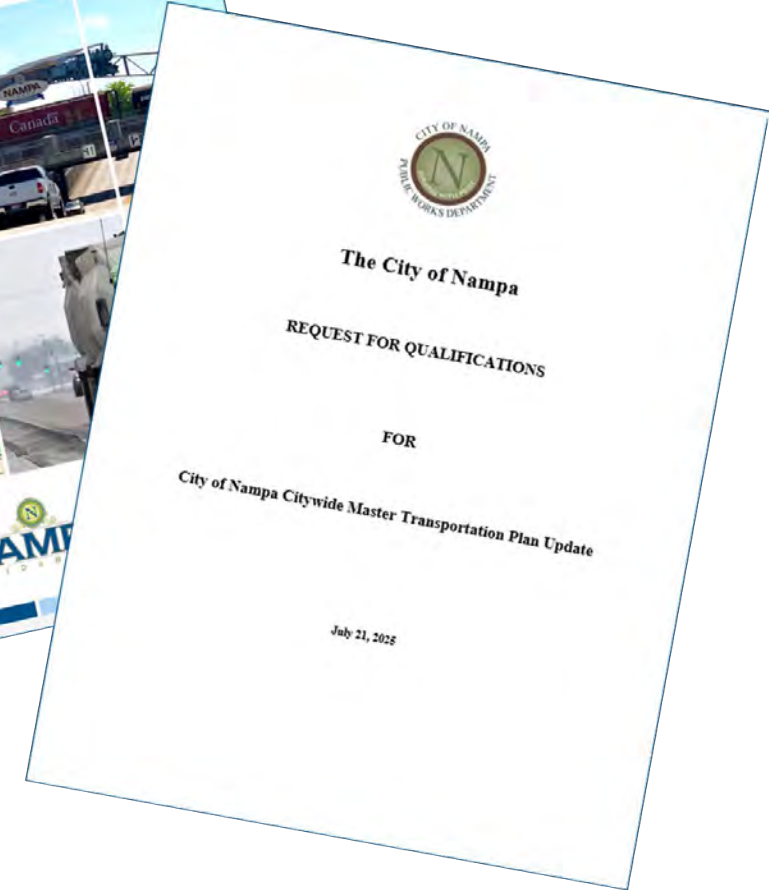 NAMPA
Canada
CITY OF NAMPA
N
PUBLIC WORKS DEPARTMENT
The City of Nampa
REQUEST FOR QUALIFICATIONS
FOR
City of Nampa Citywide Master Transportation Plan Update
July 21, 2025
N